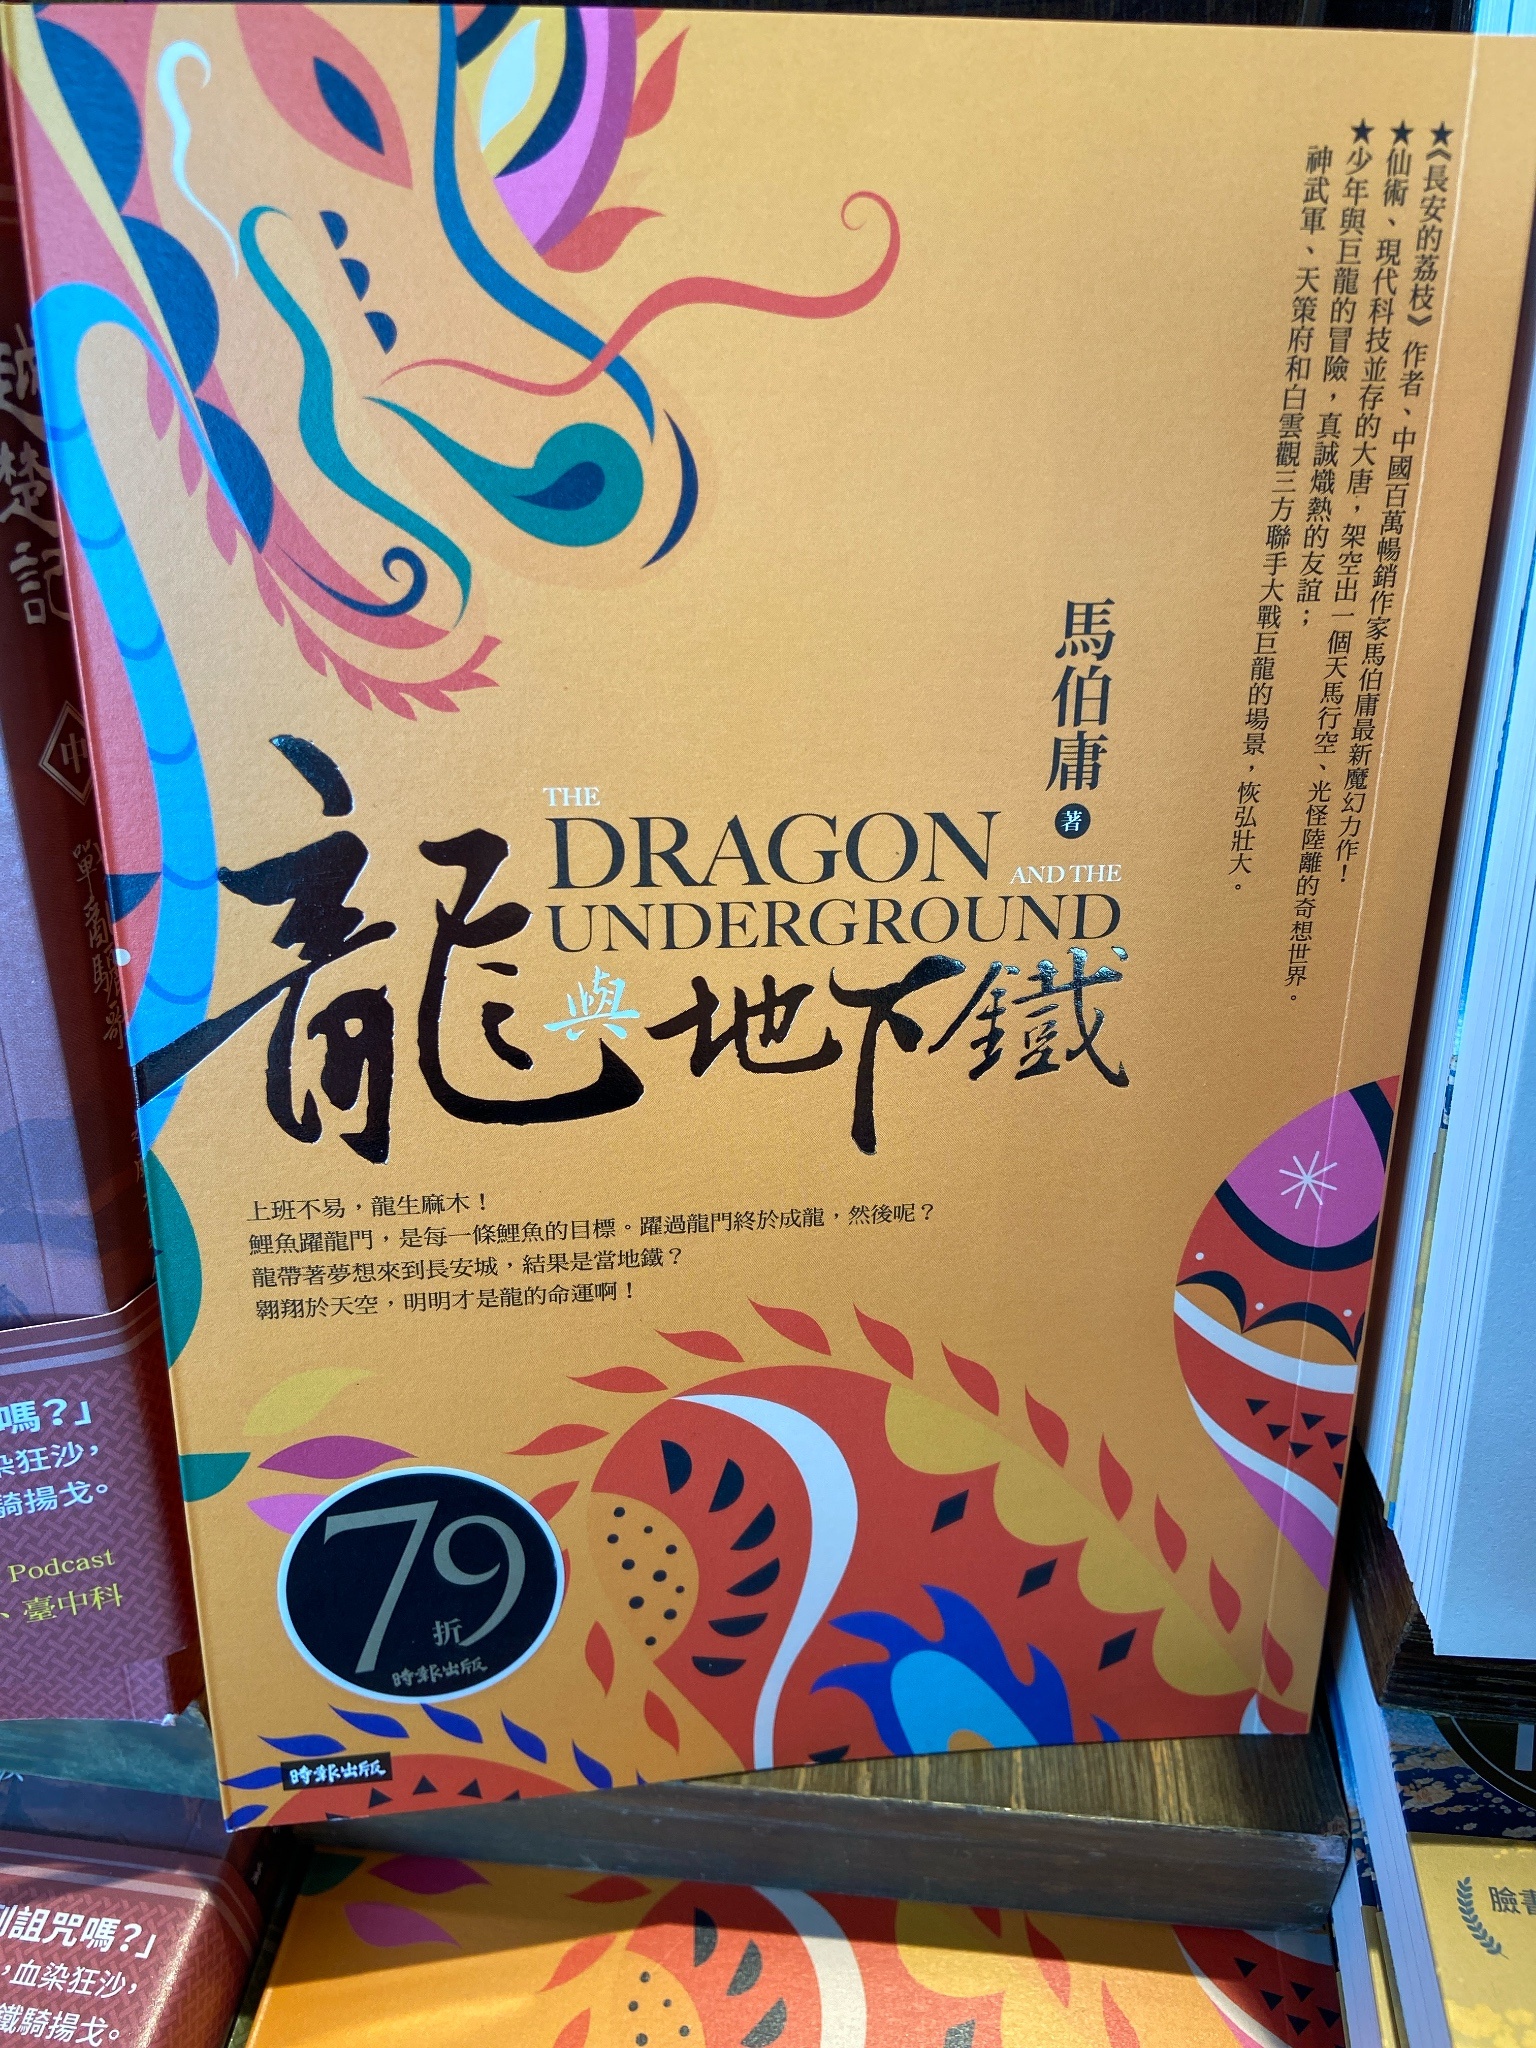 ★《長安的荔枝》作者、中國百萬暢銷作家馬伯庸最新魔幻力作！
★仙術、現代科技並存的大唐，架空出一個天馬行空、光怪陸離的奇想世界。
★少年與巨龍的冒險，真誠熾熱的友誼；
神武軍、天策府和白雲觀三方聯手大戰巨龍的場景，恢弘壯大。
馬伯庸 著
THE
DRAGON
AND THE
UNDERGROUND
龍與地下鐵
上班不易，龍生麻木！
鯉魚躍龍門，是每一條鯉魚的目標。躍過龍門終於成龍，然後呢？
龍帶著夢想來到長安城，結果是當地鐵？
翱翔於天空，明明才是龍的命運啊！
79折
時報出版
時報出版
楚記
嗎？」
染狂沙，
騎揚戈。
Podcast
、臺中科
詛咒嗎？」
，血染狂沙，
鐵騎揚戈。
臉書